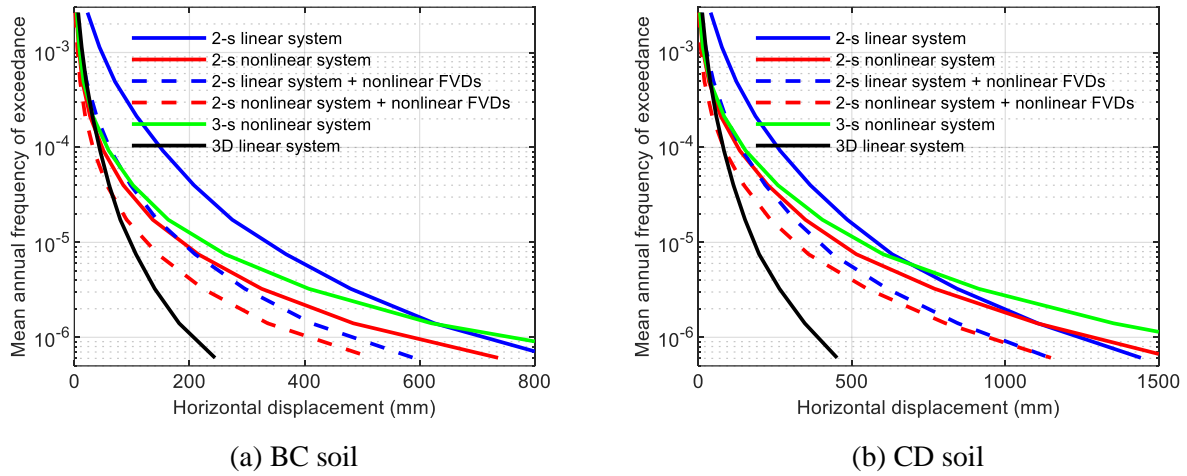 Mean annual frequency of exceedance
10-3
10-4
10-5
10-6
2-s linear system
2-s nonlinear system
2-s linear system + nonlinear FVDs
2-s nonlinear system + nonlinear FVDs
3-s nonlinear system
3D linear system
0 200 400 600 800
Horizontal displacement (mm)
(a) BC soil
Mean annual frequency of exceedance
10-3
10-4
10-5
10-6
2-s linear system
2-s nonlinear system
2-s linear system + nonlinear FVDs
2-s nonlinear system + nonlinear FVDs
3-s nonlinear system
3D linear system
0 500 1000 1500
Horizontal displacement (mm)
(b) CD soil